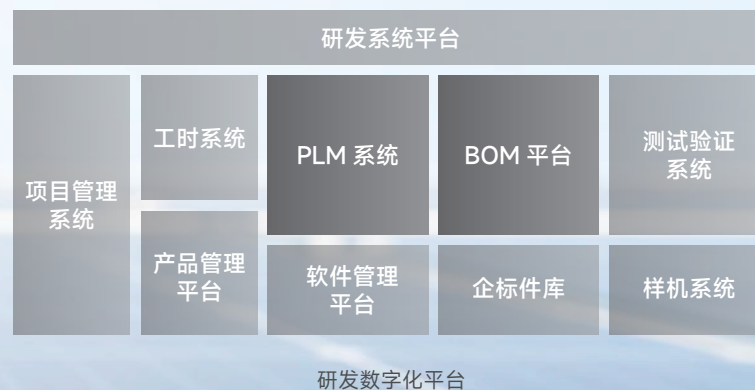 研发系统平台
项目管理
系统
工时系统
产品管理
平台
PLM 系统
软件管理
平台
BOM 平台
企标件库
测试验证
系统
样机系统
研发数字化平台